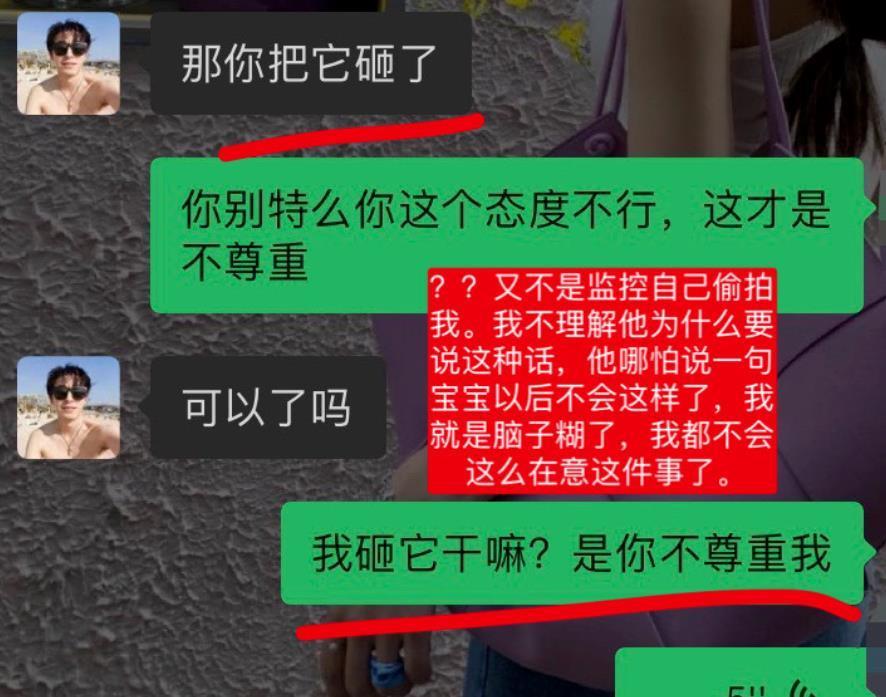 那你把它砸了
你别特么你这个态度不行，这才是
不尊重
？？又不是监控自己偷拍
我。我不理解他为什么要
说这种话，他哪怕说一句
宝宝以后不会这样了，我
就是脑子糊了，我都不会
这么在意这件事了。
可以了吗
我砸它干嘛？是你不尊重我
5"